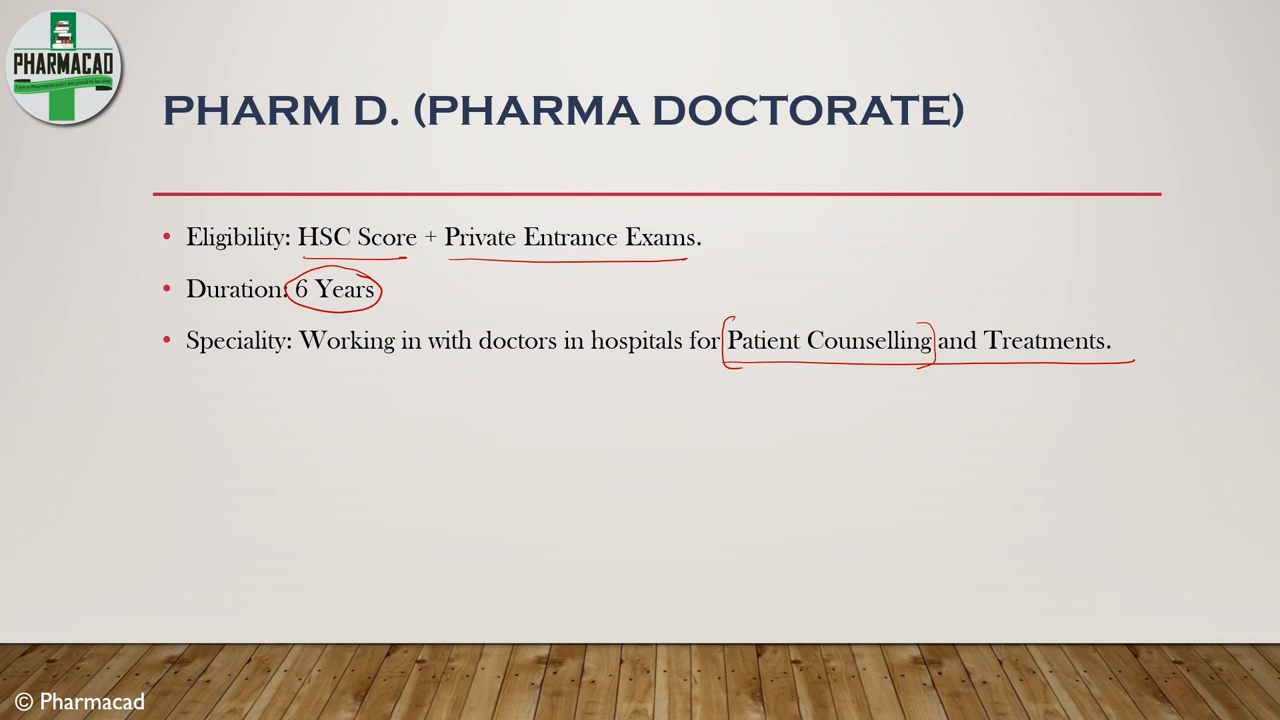 PHARMACAD
PHARM D. (PHARMA DOCTORATE)
• Eligibility: HSC Score + Private Entrance Exams.
• Duration: 6 Years
• Speciality: Working in with doctors in hospitals for Patient Counselling and Treatments.
© Pharmacad